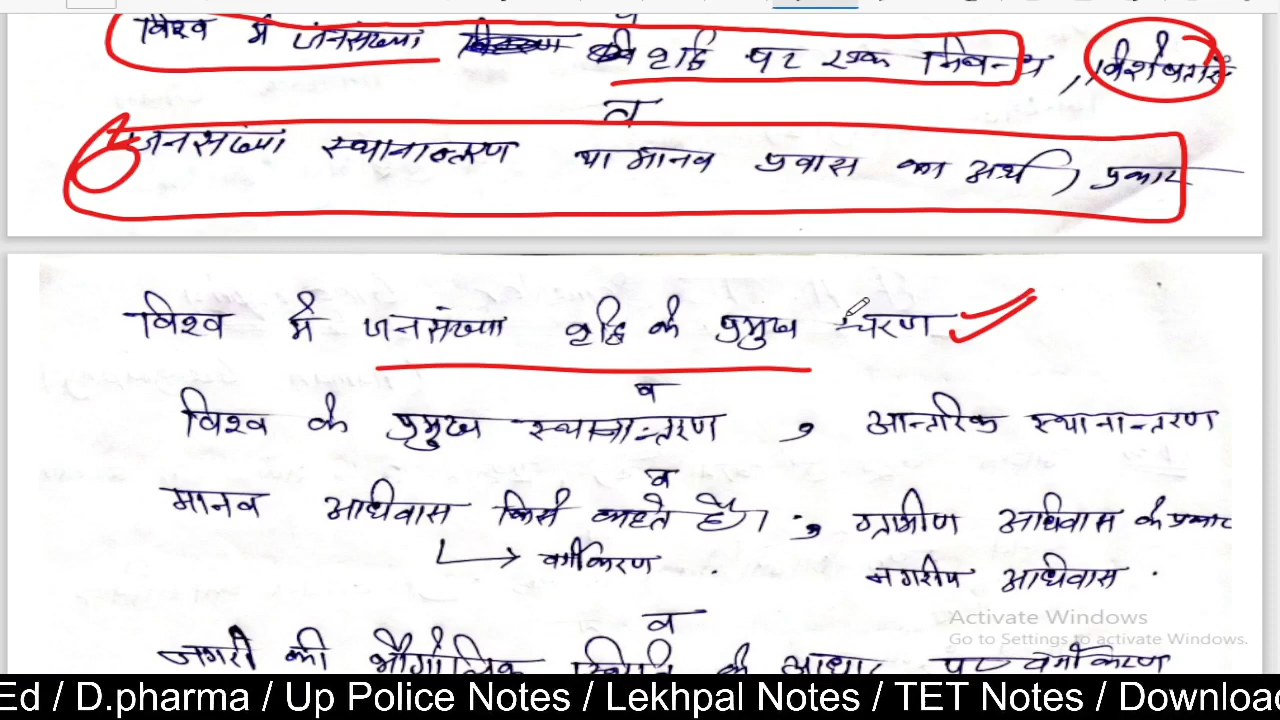 विश्व में जनसंख्या वृद्धि पर एक निबन्ध , विशेषताएँ
व
जनसंख्या स्थानान्तरण या मानव प्रवास का अर्थ , प्रकार
विश्व में जनसंख्या वृद्धि के प्रमुख चरण
व
विश्व के प्रमुख स्थानान्तरण , आन्तरिक स्थानान्तरण
व
मानव अधिवास किसे कहते है। , ग्रामीण अधिवास के प्रकार
वर्गीकरण . नगरीय अधिवास .
Activate Windows
Go to Settings to activate Windows.
व
नगरों की भौगोलिक स्थिति के आधार पर वर्गीकरण
Ed / D.pharma / Up Police Notes / Lekhpal Notes / TET Notes / Download